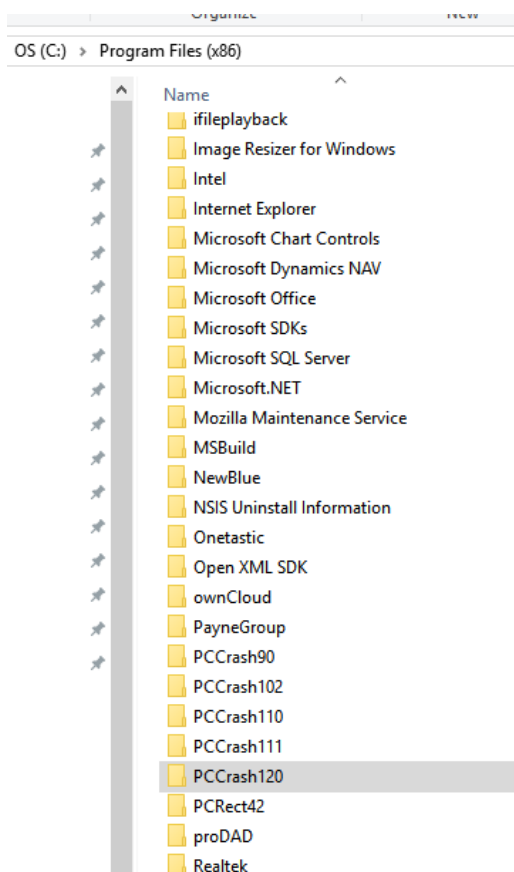 Organize New
OS (C:) > Program Files (x86)
Name
ifileplayback
Image Resizer for Windows
Intel
Internet Explorer
Microsoft Chart Controls
Microsoft Dynamics NAV
Microsoft Office
Microsoft SDKs
Microsoft SQL Server
Microsoft.NET
Mozilla Maintenance Service
MSBuild
NewBlue
NSIS Uninstall Information
Onetastic
Open XML SDK
ownCloud
PayneGroup
PCCrash90
PCCrash102
PCCrash110
PCCrash111
PCCrash120
PCRect42
proDAD
Realtek